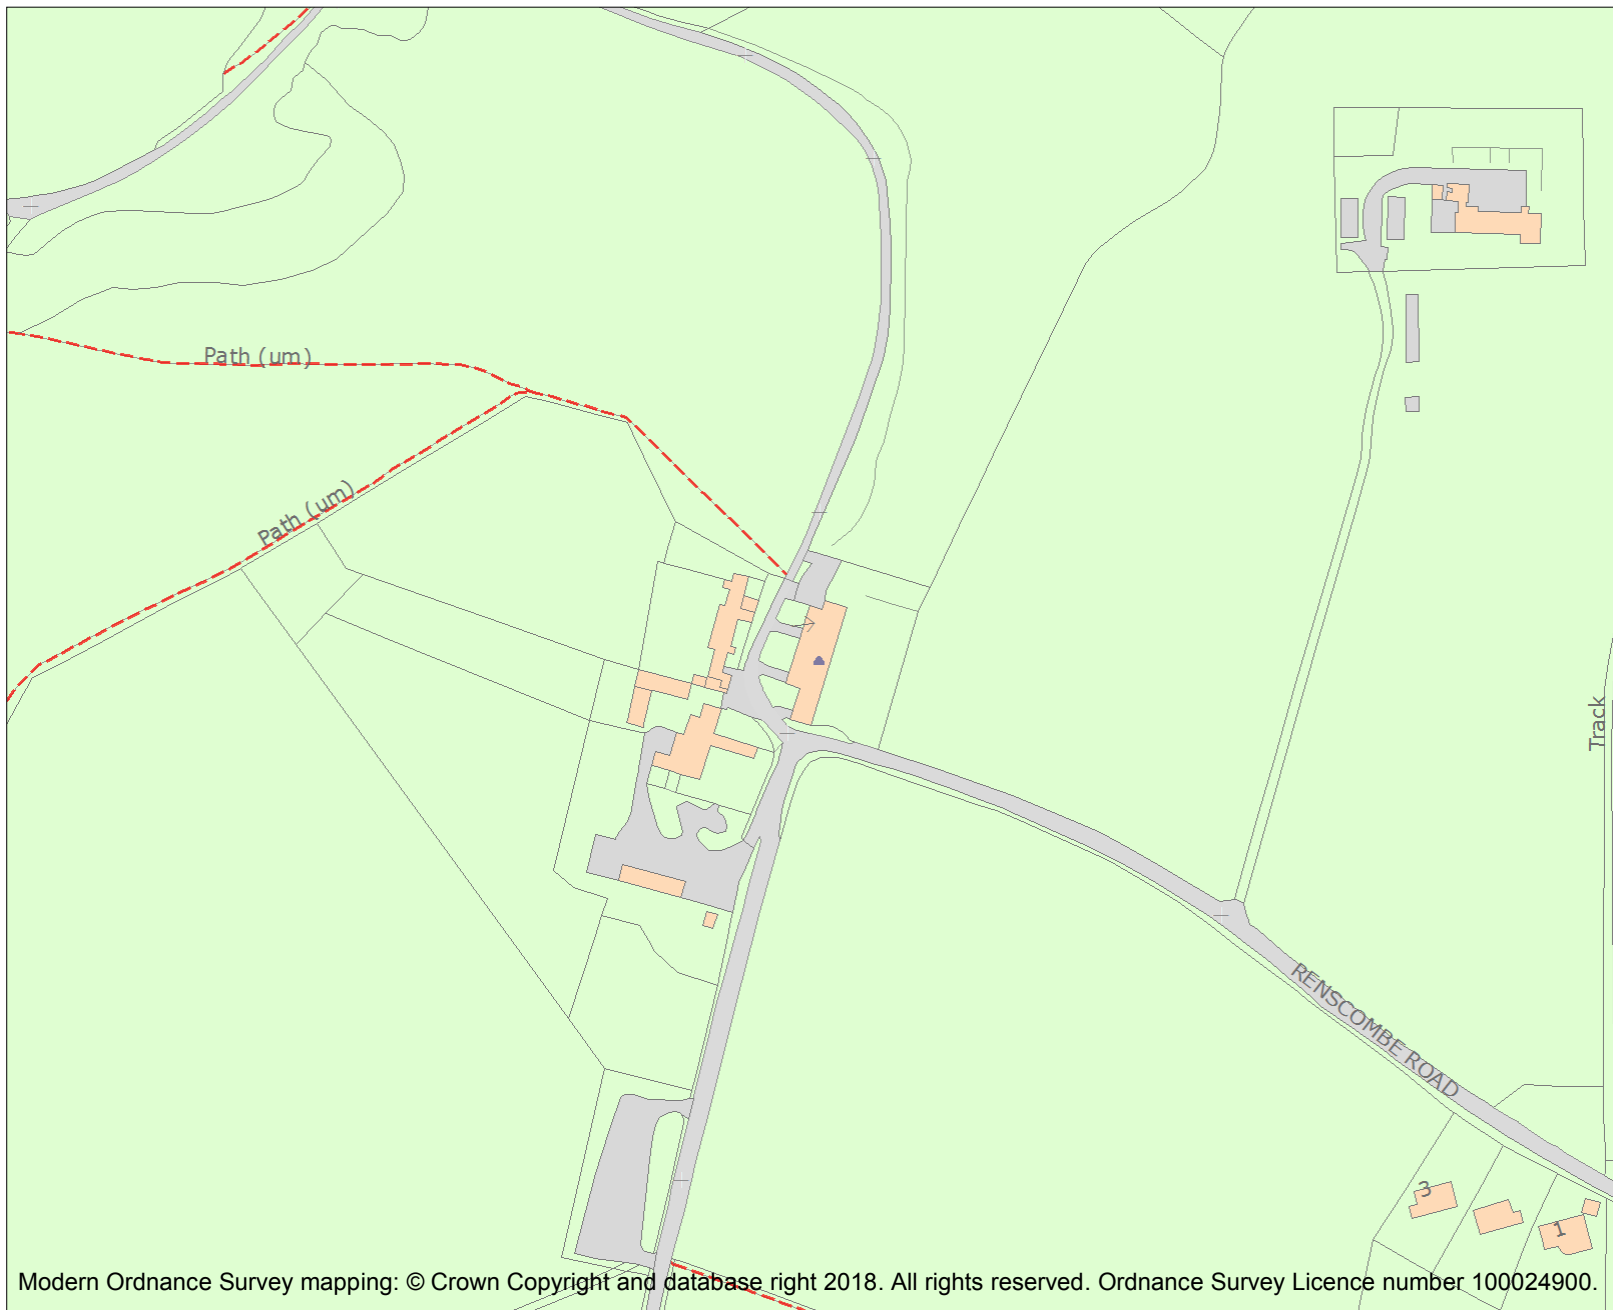 Path (um)
Path (um)
Track
RENSCOMBE ROAD
3
1
Modern Ordnance Survey mapping: © Crown Copyright and database right 2018. All rights reserved. Ordnance Survey Licence number 100024900.